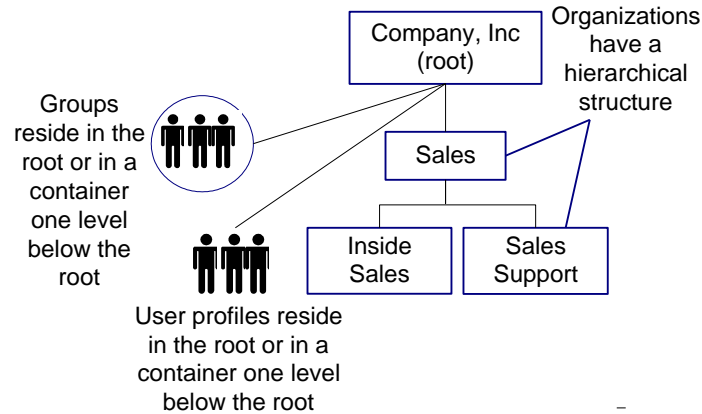 Company, Inc
(root)
Organizations
have a
hierarchical
structure
Groups
reside in the
root or in a
container
one level
below the
root
Sales
Inside
Sales
Sales
Support
User profiles reside
in the root or in a
container one level
below the root